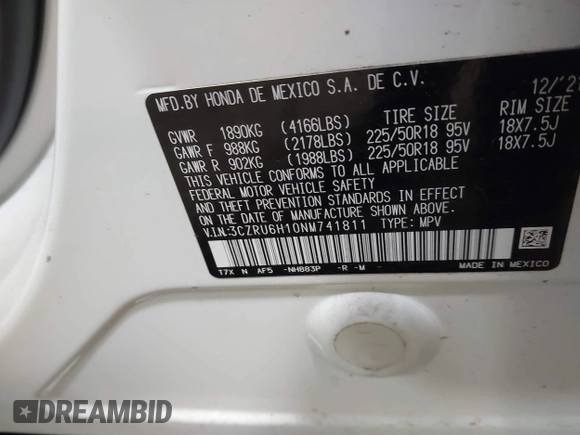 MFD.BY HONDA DE MEXICO S.A. DE C.V. 12/'2
GVWR 1890KG (4166LBS) TIRE SIZE RIM SIZE
GAWR F 988KG (2178LBS) 225/50R18 95V 18X7.5J
GAWR R 902KG (1988LBS) 225/50R18 95V 18X7.5J
THIS VEHICLE CONFORMS TO ALL APPLICABLE
FEDERAL MOTOR VEHICLE SAFETY
AND THEFT PREVENTION STANDARDS IN EFFECT
ON THE DATE OF MANUFACTURE SHOWN ABOVE.
V.I.N:3CZRU6H10NM741811 TYPE: MPV
17X N AF5 -NH883P -R -M -
MADE IN MEXICO
DREAMBID